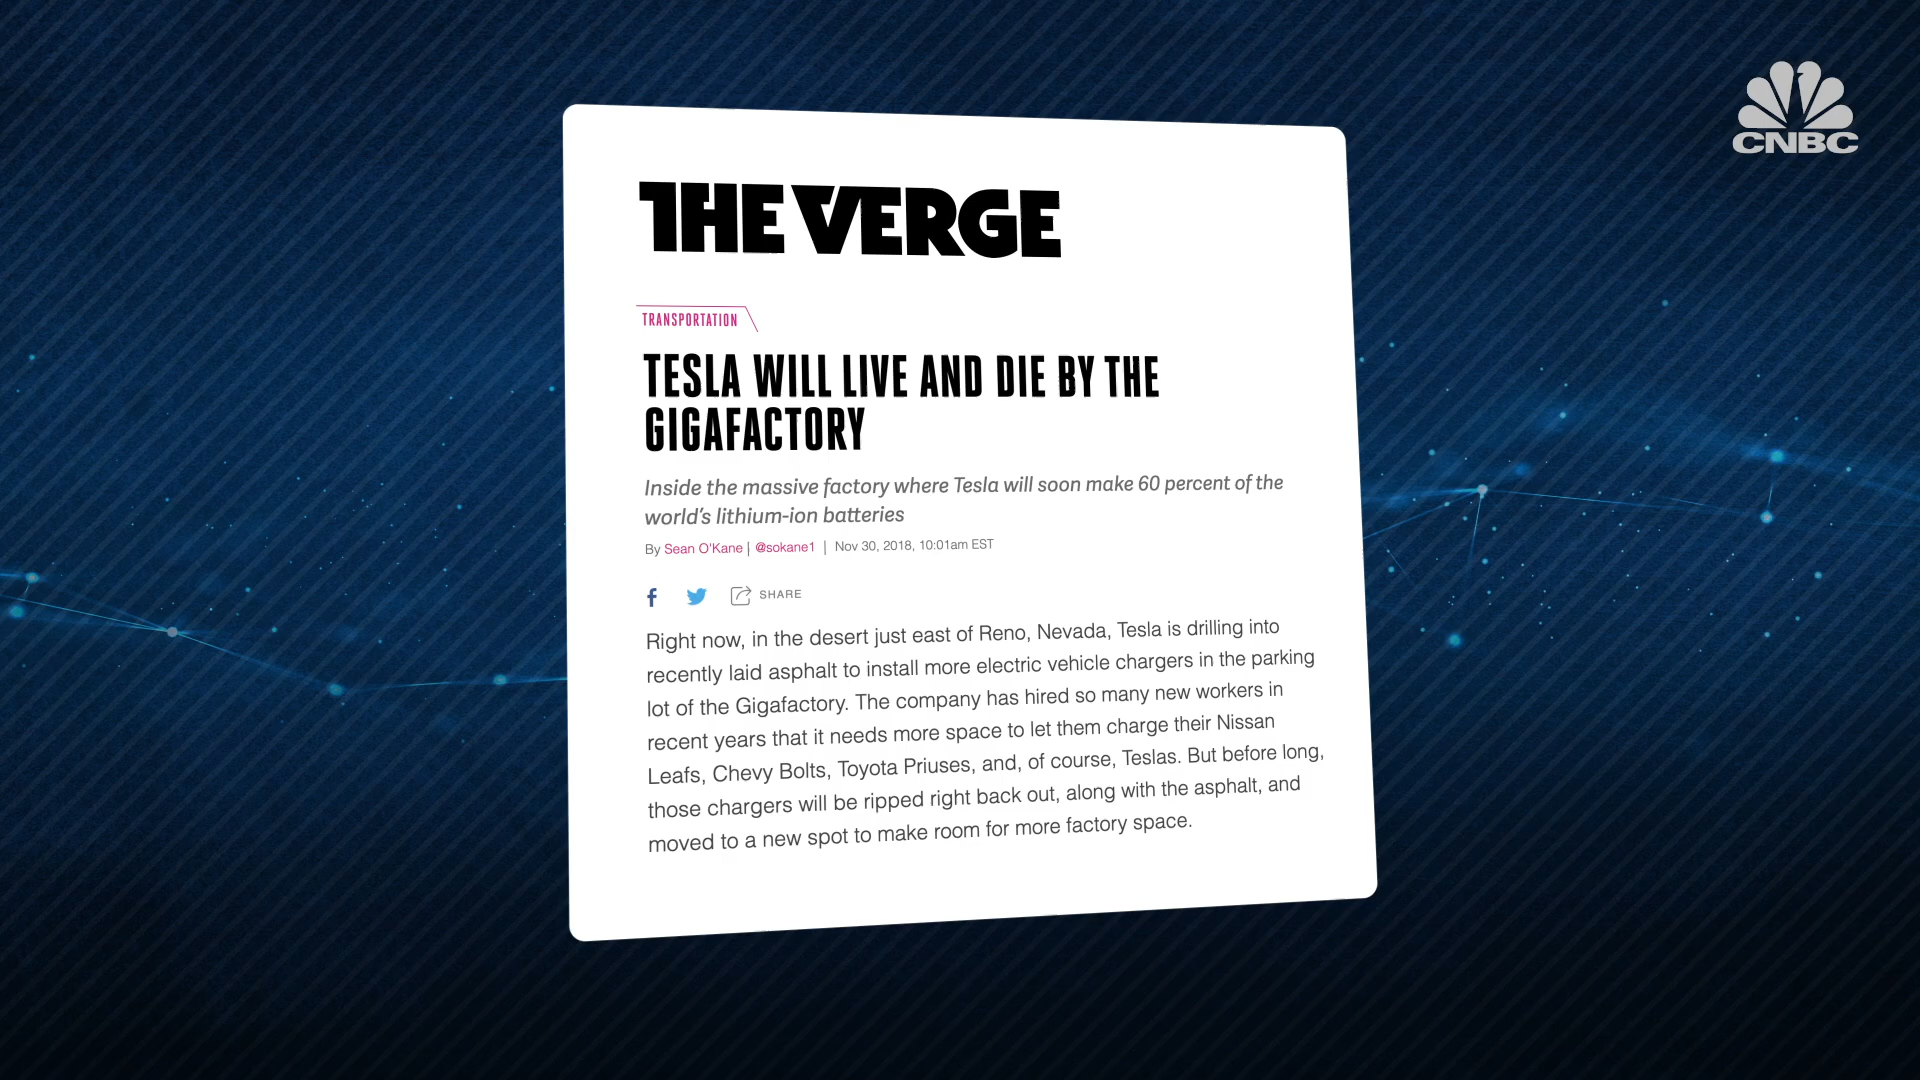 CNBC
THE VERGE
TRANSPORTATION
TESLA WILL LIVE AND DIE BY THE
GIGAFACTORY
Inside the massive factory where Tesla will soon make 60 percent of the
world's lithium-ion batteries
By Sean O'Kane | @sokane1 | Nov 30, 2018, 10:01am EST
SHARE
Right now, in the desert just east of Reno, Nevada, Tesla is drilling into
recently laid asphalt to install more electric vehicle chargers in the parking
lot of the Gigafactory. The company has hired so many new workers in
recent years that it needs more space to let them charge their Nissan
Leafs, Chevy Bolts, Toyota Priuses, and, of course, Teslas. But before long,
those chargers will be ripped right back out, along with the asphalt, and
moved to a new spot to make room for more factory space.